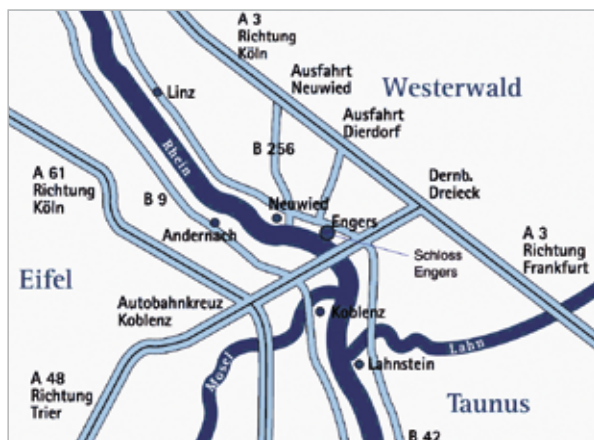 A 3
Richtung
Köln
Ausfahrt
Neuwied
Westerwald
Linz
Ausfahrt
Dierdorf
Rhein
B 256
A 61
Richtung
Köln
Dernb.
Dreieck
B 9
Neuwied
Engers
Andernach
A 3
Richtung
Frankfurt
Schloss
Engers
Eifel
Autobahnkreuz
Koblenz
Koblenz
Lahn
Mosel
Lahnstein
A 48
Richtung
Trier
Taunus
B 42